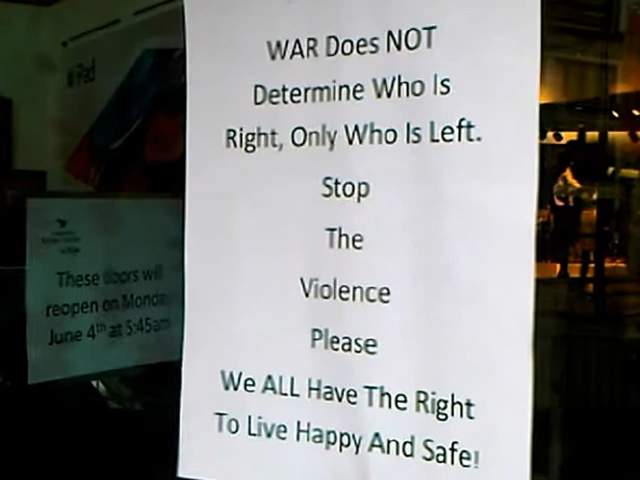 WAR Does NOT
Determine Who Is
Right, Only Who Is Left.
Stop
The
Violence
Please
We ALL Have The Right
To Live Happy And Safe!
iPad
These doors will
reopen on Monday
June 4th at 5:45am